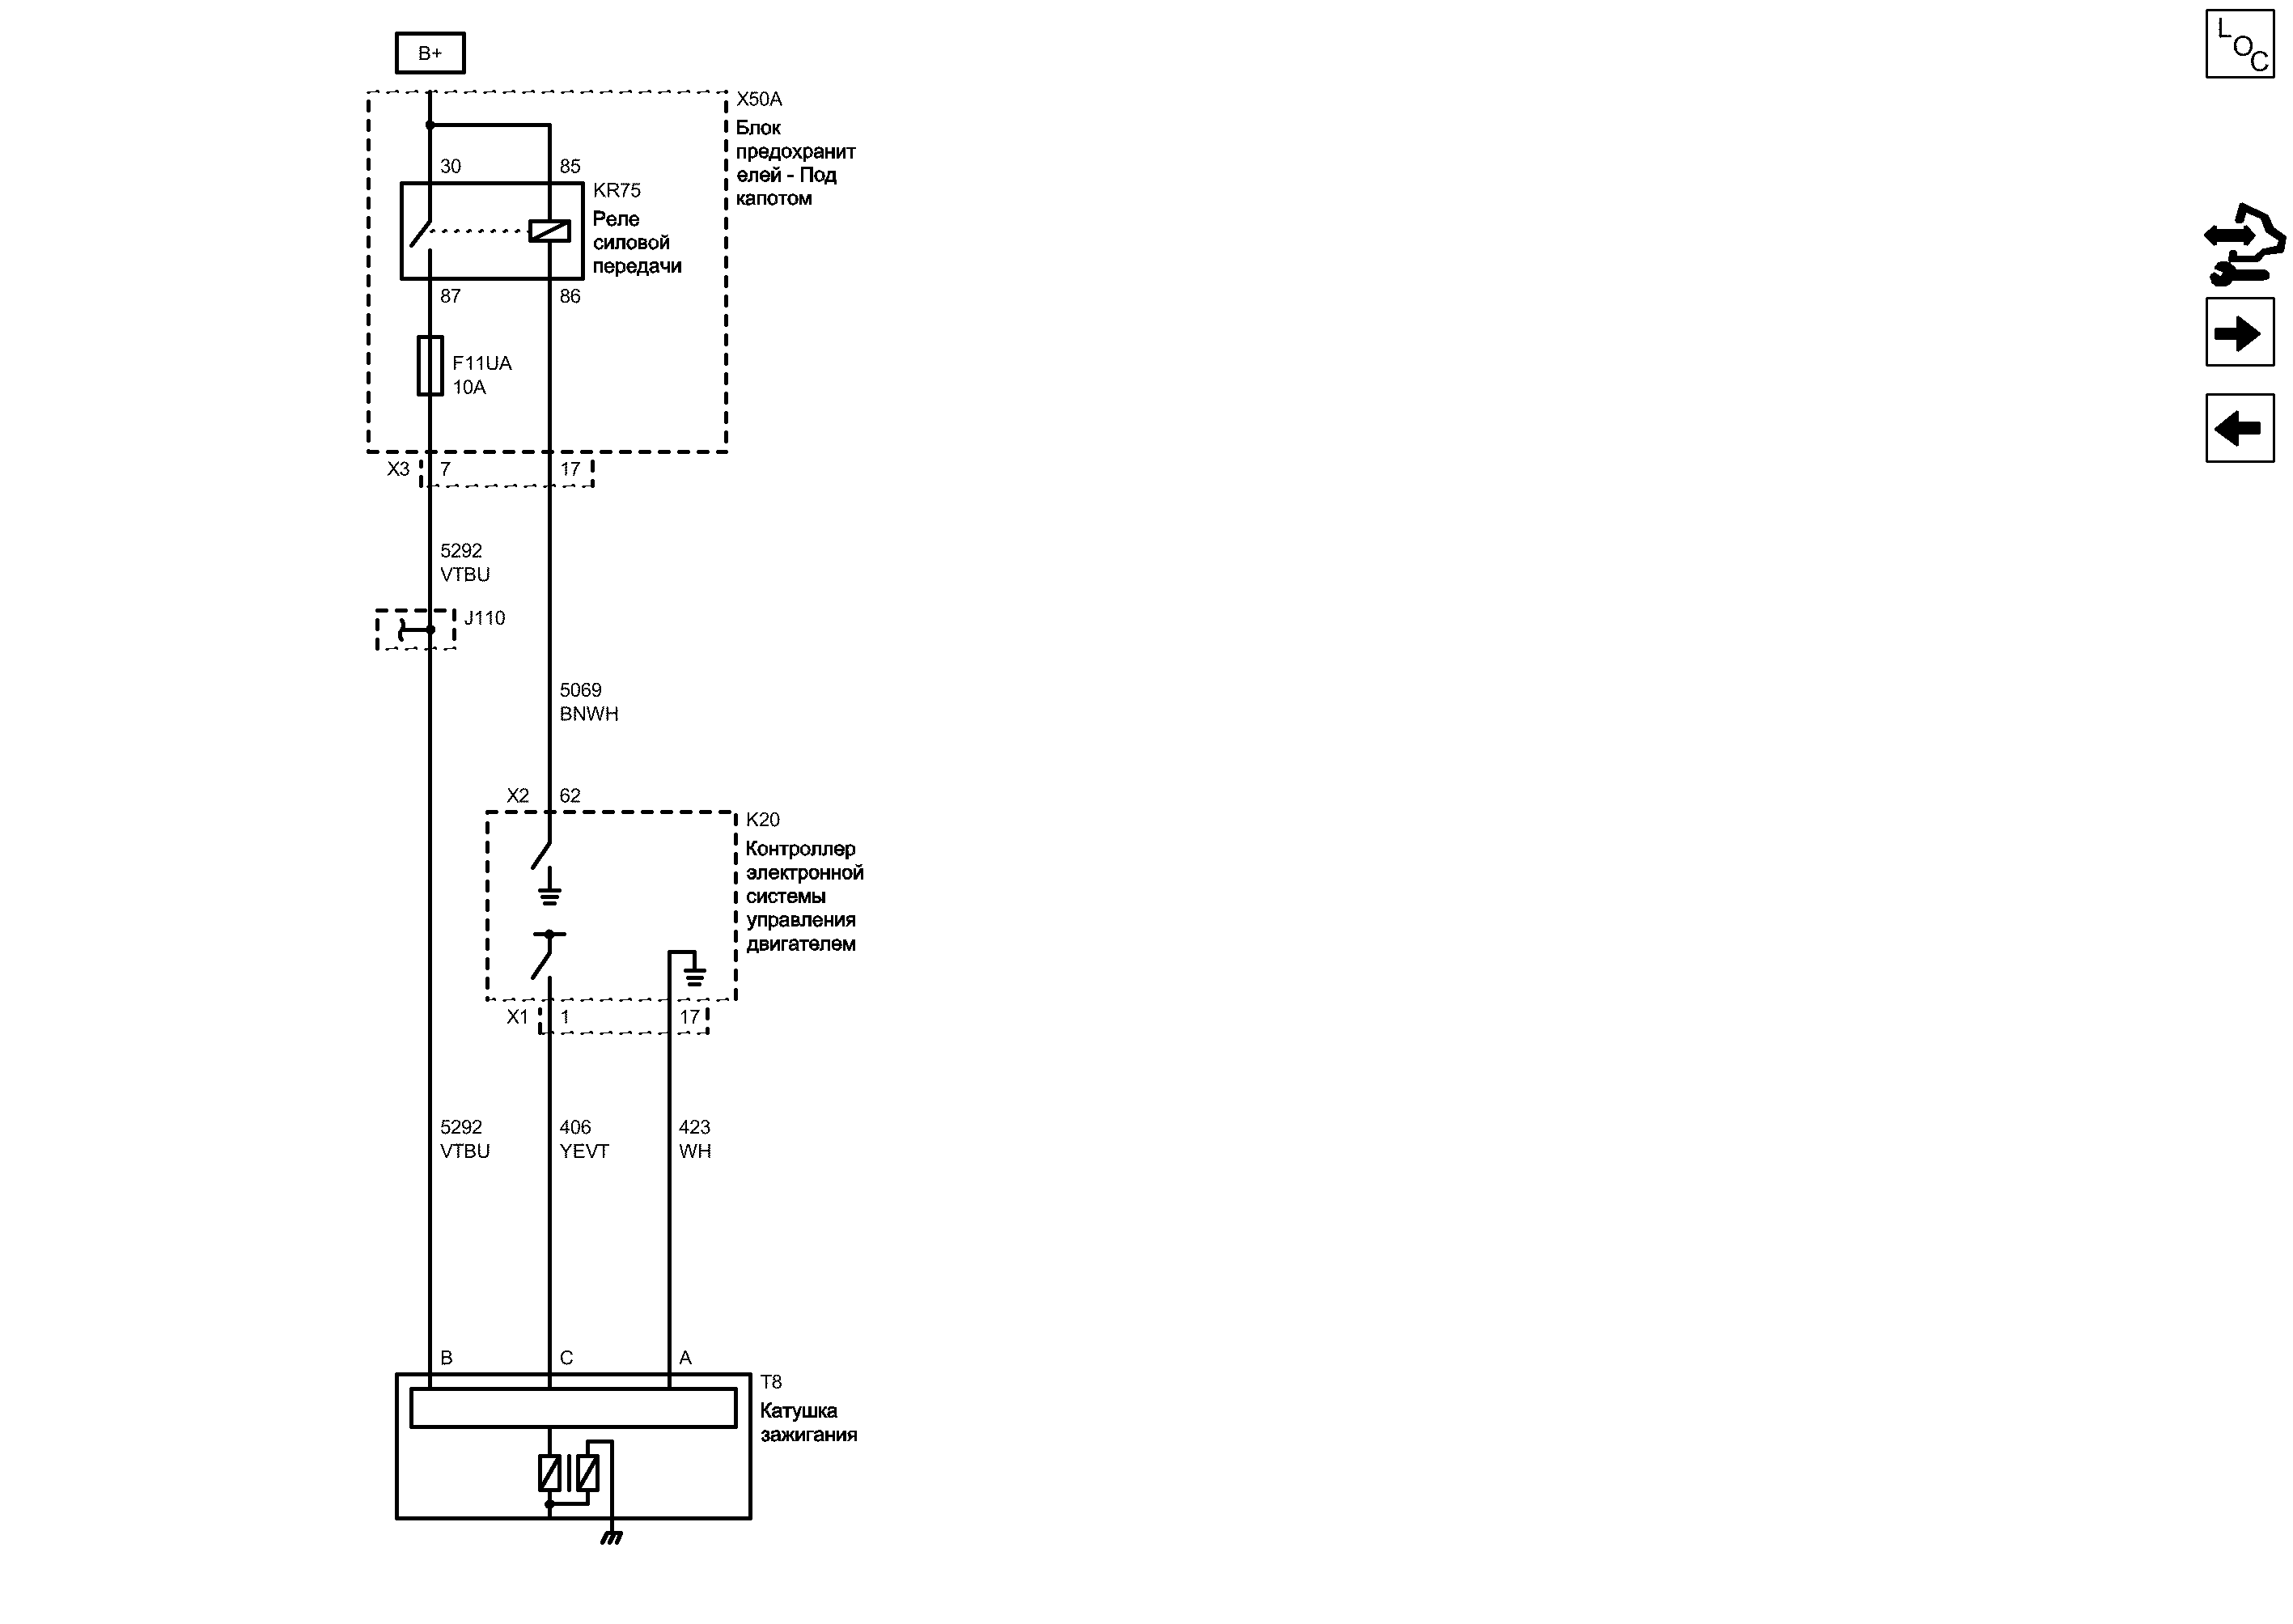 B+
LOC
X50A
Блок
предохранит
елей - Под
капотом
30
85
KR75
Реле
силовой
передачи
87
86
F11UA
10A
X3
7
17
5292
VTBU
J110
5069
BNWH
X2
62
K20
Контроллер
электронной
системы
управления
двигателем
X1
1
17
5292
VTBU
406
YEVT
423
WH
B
C
A
T8
Катушка
зажигания